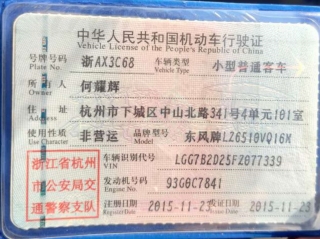 中华人民共和国机动车行驶证
Vehicle License of the People's Republic of China
号牌号码 浙AX3C68 车辆类型 小型普通客车
Plate No. Vehicle Type
所有人 何耀辉
Owner
住址 杭州市下城区中山北路341号4单元101室
Address
使用性质 非营运 品牌型号 东风牌LZ6510VQ16M
Use Character Model
浙江省杭州
市公安局交
通警察支队
车辆识别代号 LGG7B2D25FZ077339
VIN
发动机号码 93G0C7841
Engine No.
注册日期 2015-11-23 发证日期 2015-11-23
Register Date Issue Date